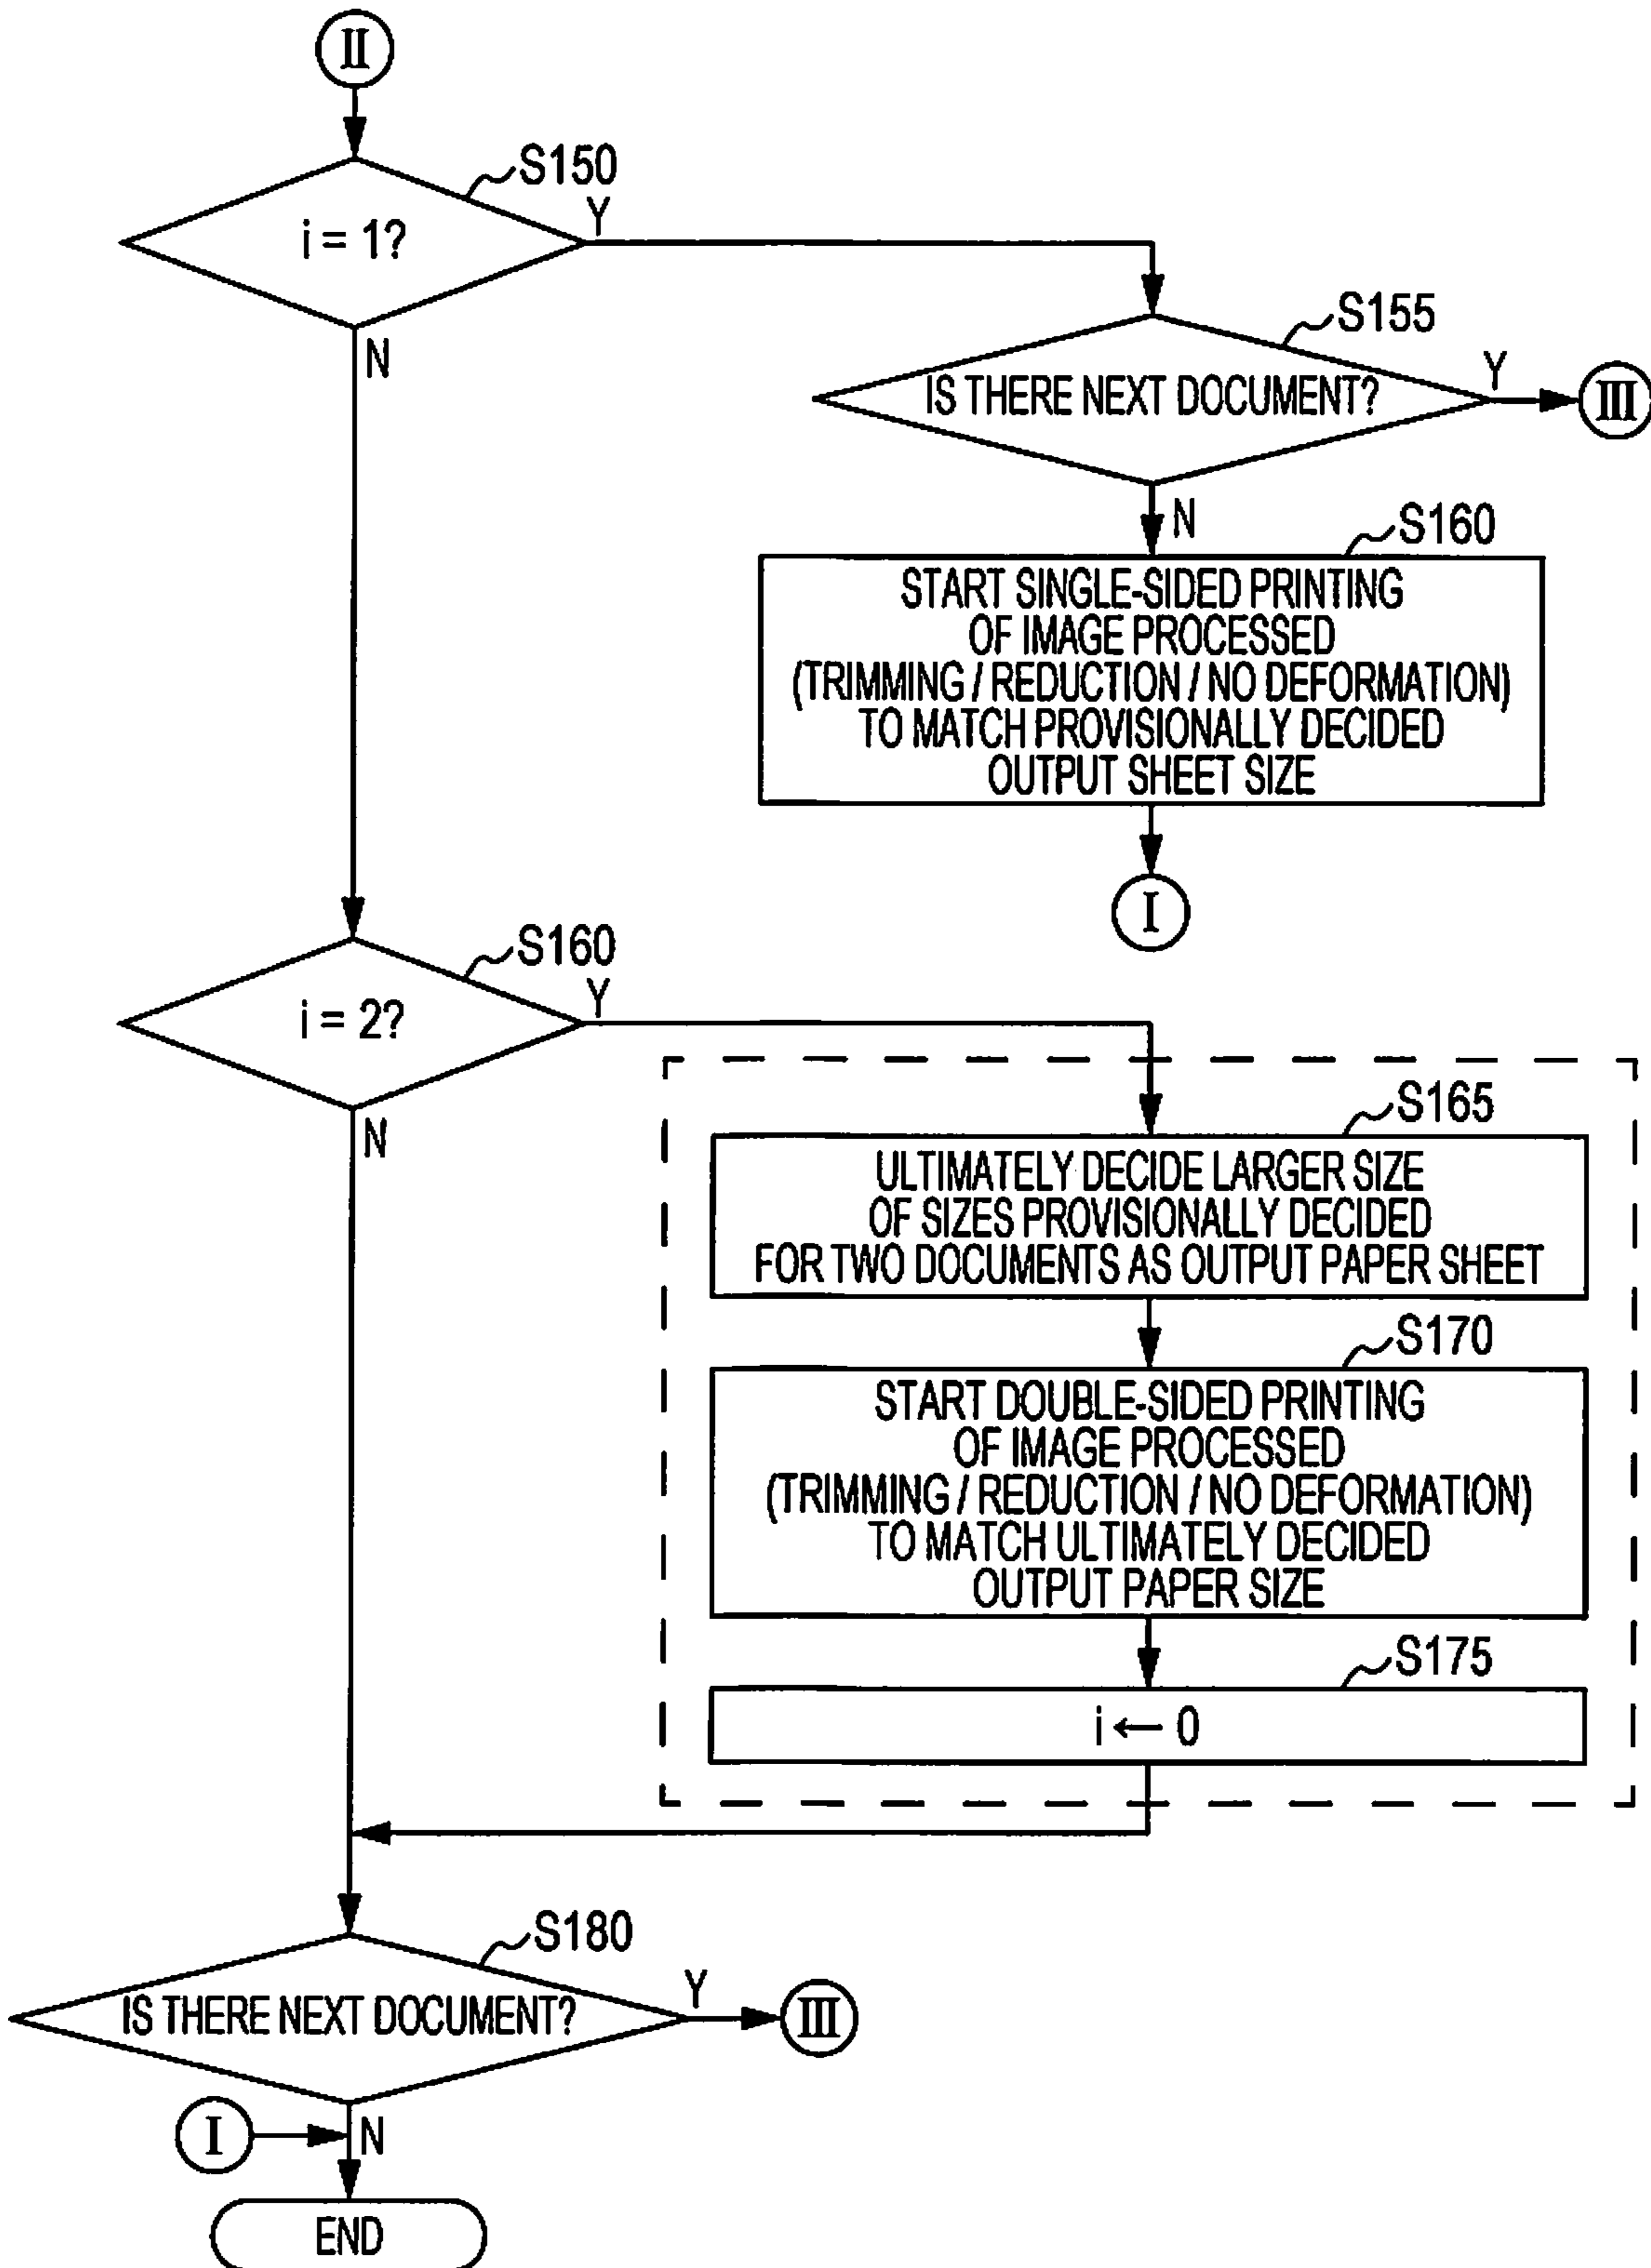 II
S150
i = 1?
Y
N
S155
IS THERE NEXT DOCUMENT?
Y
III
N
S160
START SINGLE-SIDED PRINTING
OF IMAGE PROCESSED
(TRIMMING / REDUCTION / NO DEFORMATION)
TO MATCH PROVISIONALLY DECIDED
OUTPUT SHEET SIZE
I
S160
i = 2?
Y
N
S165
ULTIMATELY DECIDE LARGER SIZE
OF SIZES PROVISIONALLY DECIDED
FOR TWO DOCUMENTS AS OUTPUT PAPER SHEET
S170
START DOUBLE-SIDED PRINTING
OF IMAGE PROCESSED
(TRIMMING / REDUCTION / NO DEFORMATION)
TO MATCH ULTIMATELY DECIDED
OUTPUT PAPER SIZE
S175
i ← 0
S180
IS THERE NEXT DOCUMENT?
Y
III
I
N
END